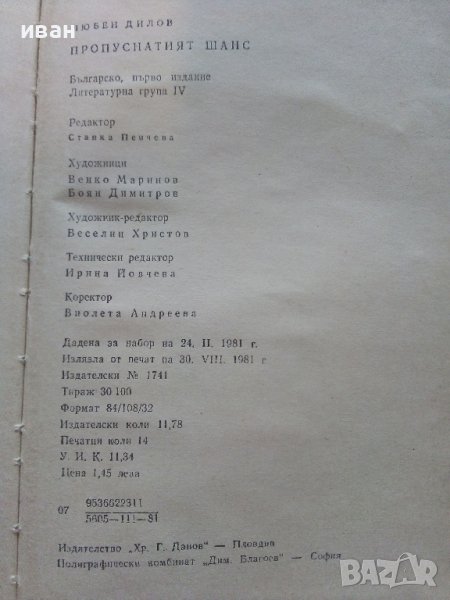 иван
ЛЮБЕН ДИЛОВ
ПРОПУСНАТИЯТ ШАНС
Българско, първо издание
Литературна група IV
Редактор
Станка Пенчева
Художници
Венко Маринов
Боян Димитров
Художник-редактор
Веселин Христов
Технически редактор
Ирина Йовчева
Коректор
Виолета Андреева
Дадена за набор на 24. II. 1981 г.
Излязла от печат на 30. VIII. 1981 г.
Издателски № 1741
Тираж 30 100
Формат 84/108/32
Издателски коли 11,78
Печатни коли 14
У. И. К. 11,34
Цена 1,45 лева
07 9536622311
5605—111—81
Издателство „Хр. Г. Данов" — Пловдив
Полиграфически комбинат „Дим. Благоев" — София
BAZAR
bg